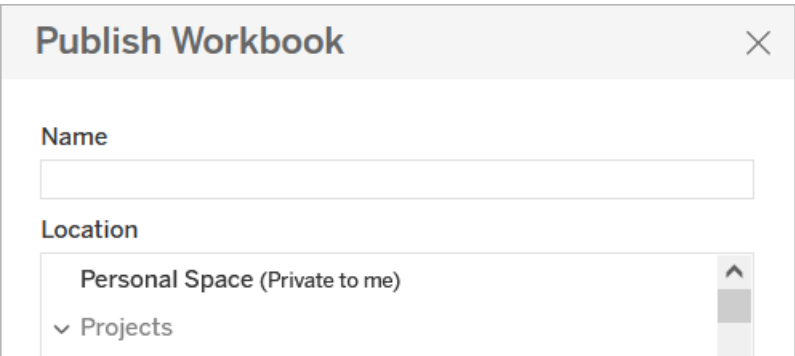 Publish Workbook
Name
Location
Personal Space (Private to me)
Projects